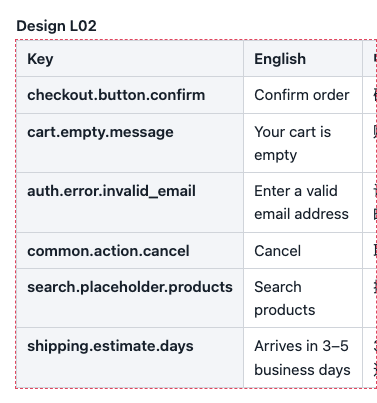 Design L02
Key English
checkout.button.confirm Confirm order
cart.empty.message Your cart is
empty
auth.error.invalid_email Enter a valid
email address
common.action.cancel Cancel
search.placeholder.products Search
products
shipping.estimate.days Arrives in 3–5
business days